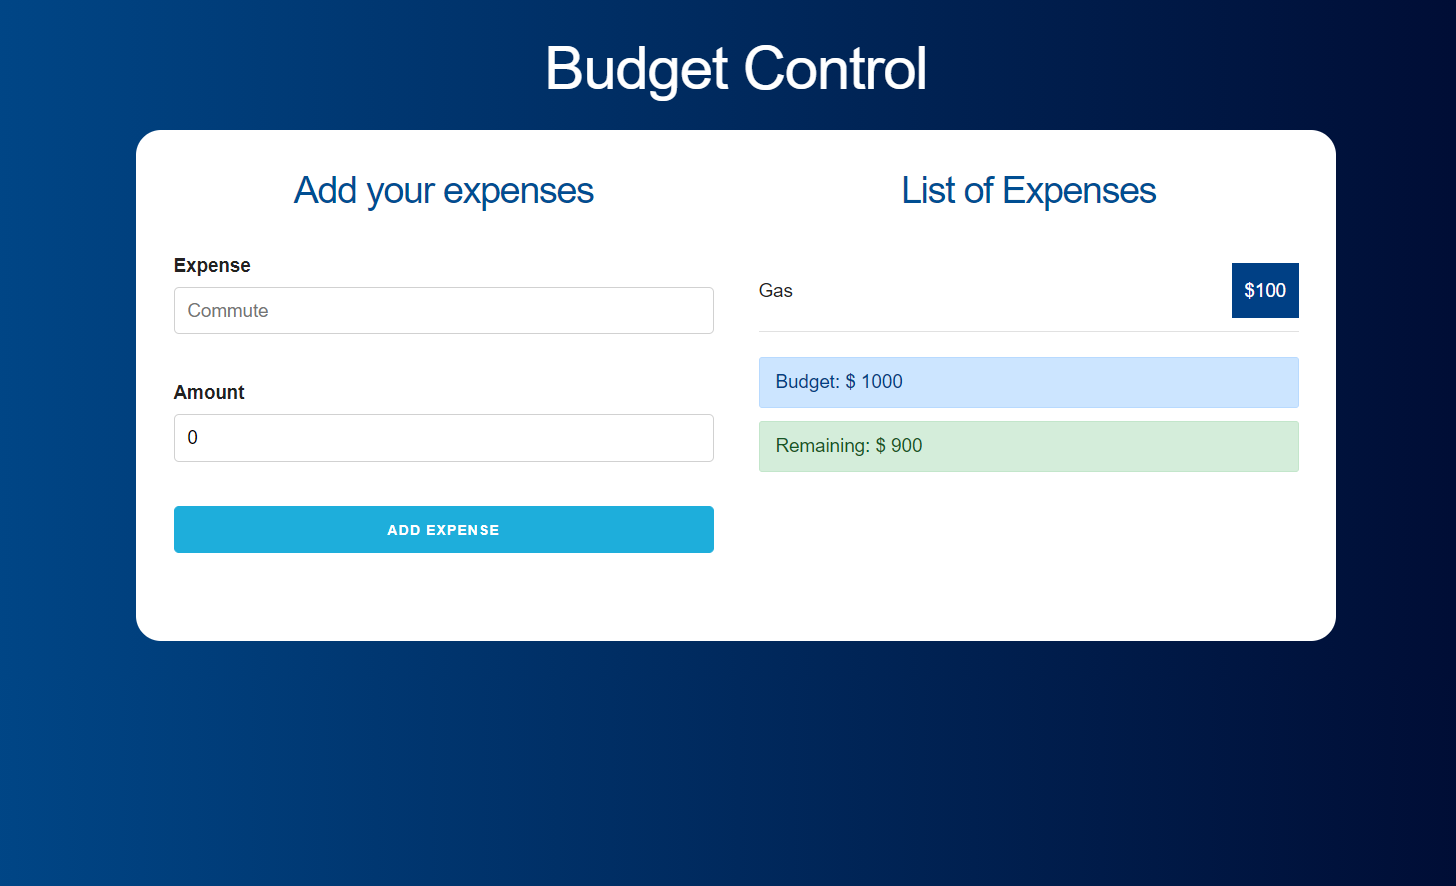 Budget Control
Add your expenses
Expense
Commute
Amount
0
ADD EXPENSE
List of Expenses
Gas
$100
Budget: $ 1000
Remaining: $ 900